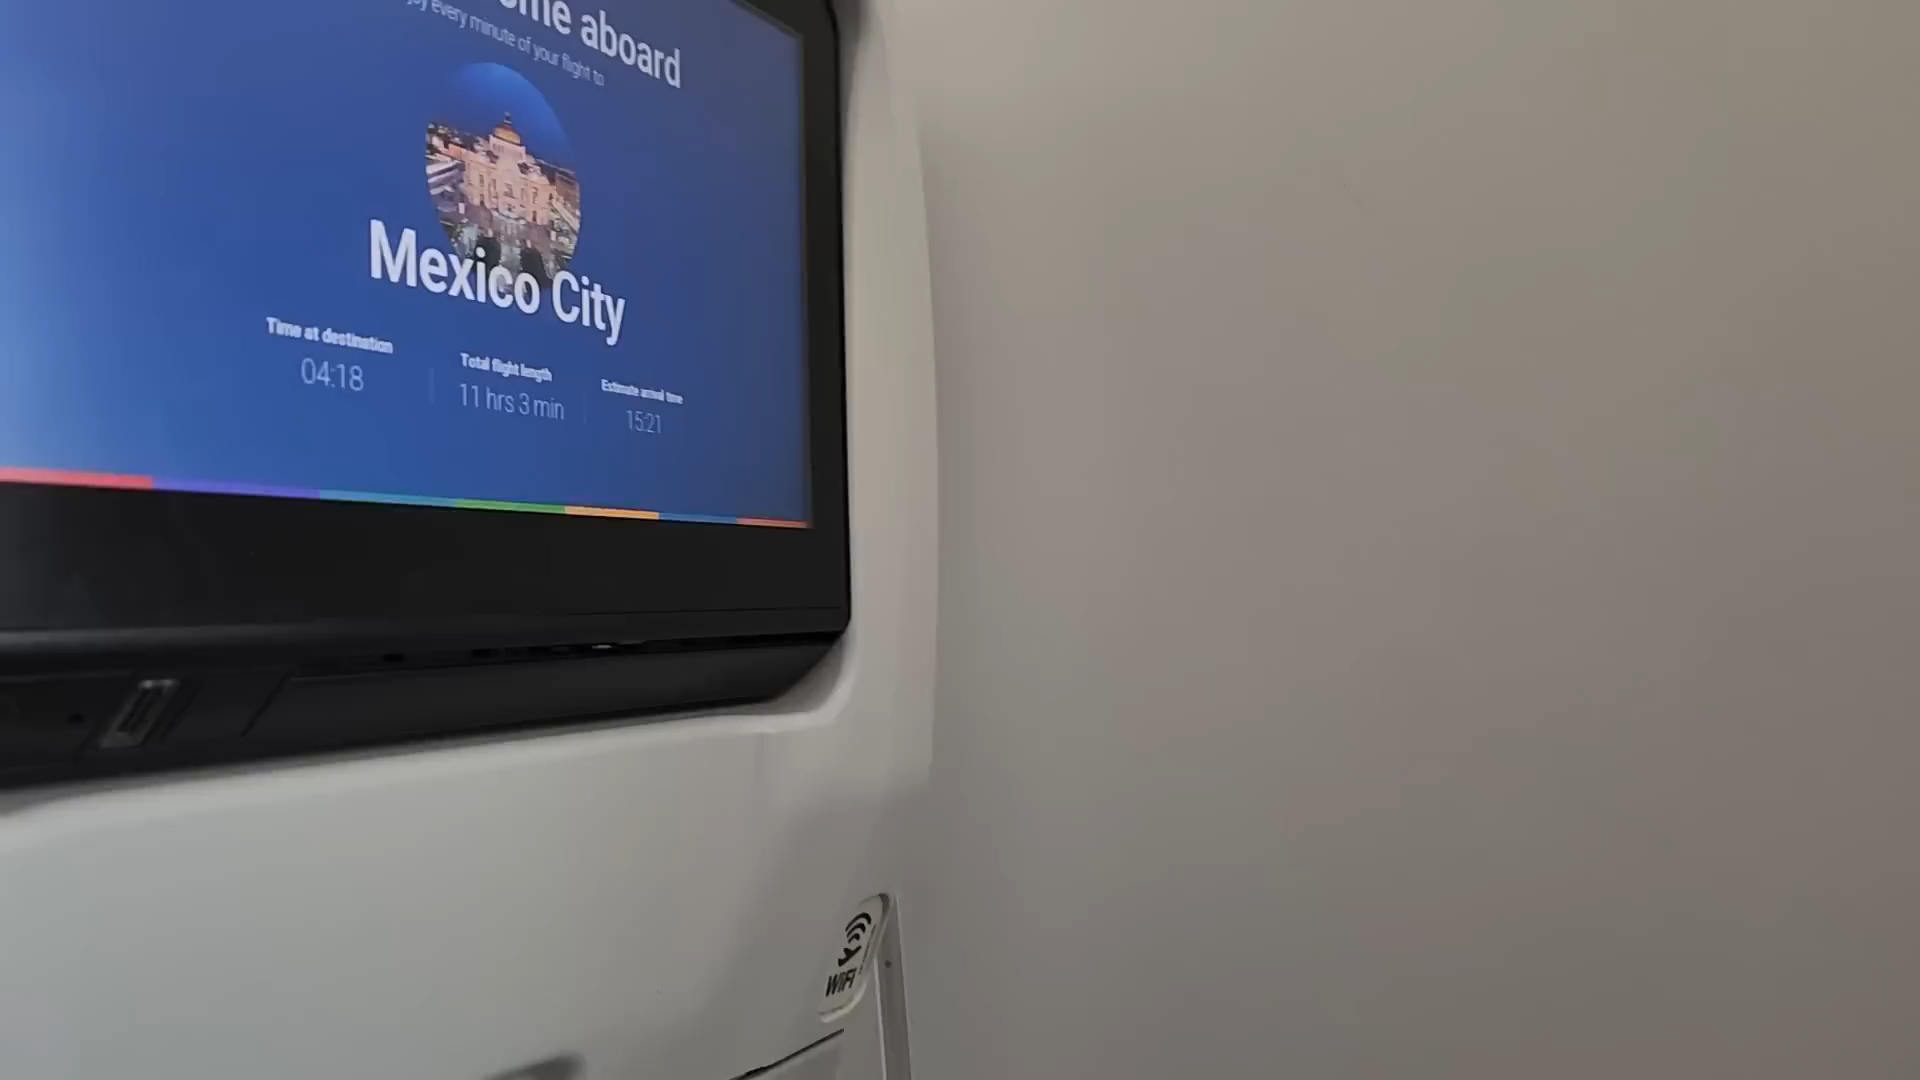 me aboard
every minute of your flight to
Mexico City
Time at destination
04:18
Total flight length
11 hrs 3 min
Estimate arrival time
15:21
WiFi